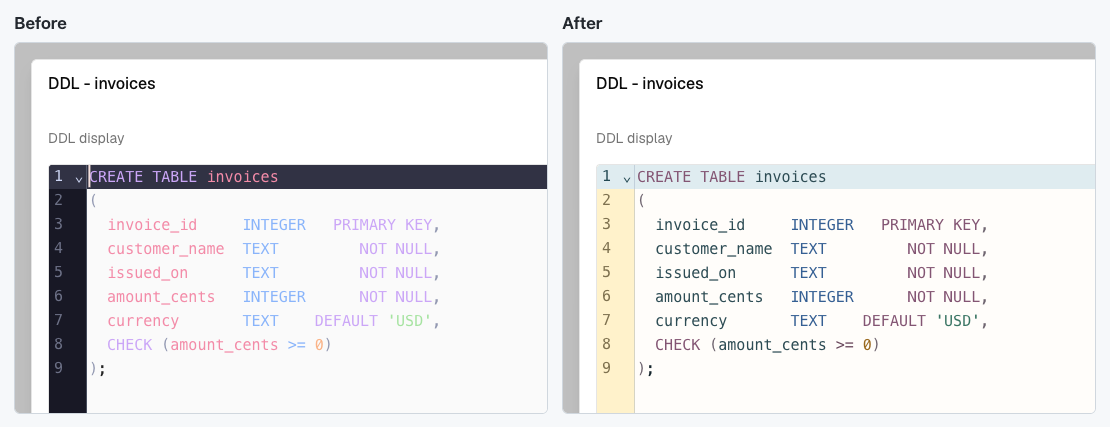 Before
DDL - invoices
DDL display
1 CREATE TABLE invoices
2 (
3   invoice_id     INTEGER   PRIMARY KEY,
4   customer_name  TEXT         NOT NULL,
5   issued_on      TEXT         NOT NULL,
6   amount_cents   INTEGER      NOT NULL,
7   currency       TEXT    DEFAULT 'USD',
8   CHECK (amount_cents >= 0)
9 );
After
DDL - invoices
DDL display
1 CREATE TABLE invoices
2 (
3   invoice_id     INTEGER   PRIMARY KEY,
4   customer_name  TEXT         NOT NULL,
5   issued_on      TEXT         NOT NULL,
6   amount_cents   INTEGER      NOT NULL,
7   currency       TEXT    DEFAULT 'USD',
8   CHECK (amount_cents >= 0)
9 );